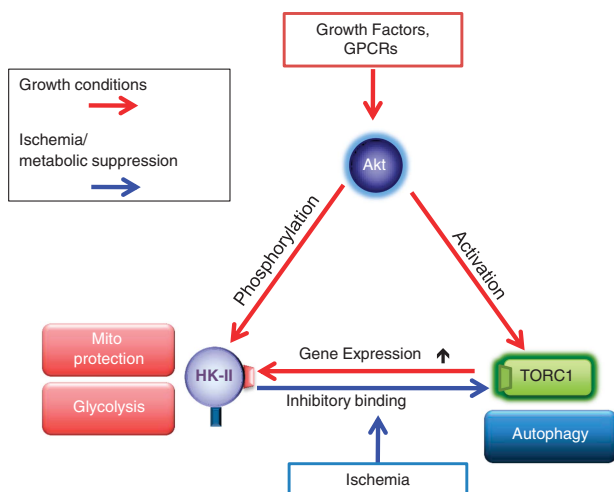 Growth Factors,
GPCRs
Growth conditions
Ischemia/
metabolic suppression
Akt
Phosphorylation
Activation
Mito
protection
Glycolysis
HK-II
Gene Expression
Inhibitory binding
TORC1
Autophagy
Ischemia